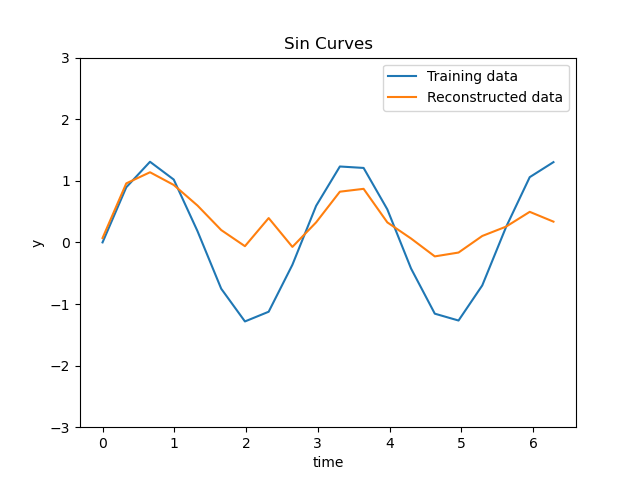 Sin Curves
Training data
Reconstructed data
3
2
1
0
−1
−2
−3
y
0
1
2
3
4
5
6
time